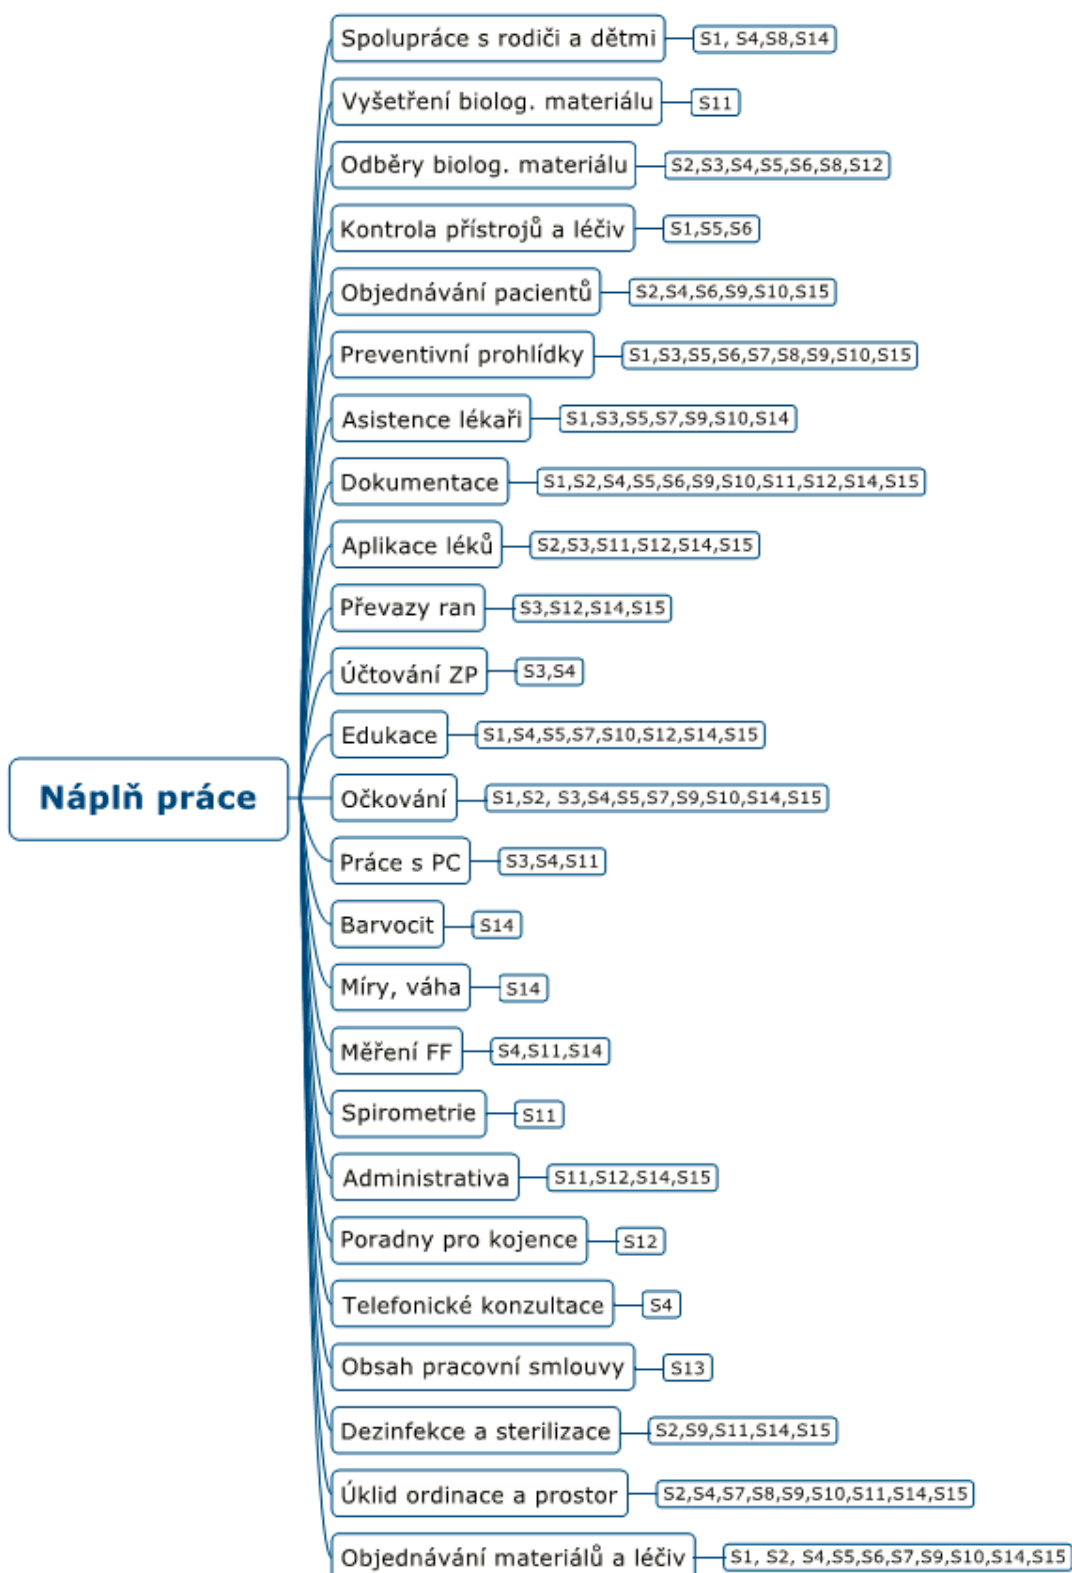 Spolupráce s rodiči a dětmi S1, S4,S8,S14
Vyšetření biolog. materiálu S11
Odběry biolog. materiálu S2,S3,S4,S5,S6,S8,S12
Kontrola přístrojů a léčiv S1,S5,S6
Objednávání pacientů S2,S4,S6,S9,S10,S15
Preventivní prohlídky S1,S3,S5,S6,S7,S8,S9,S10,S15
Asistence lékaři S1,S3,S5,S7,S9,S10,S14
Dokumentace S1,S2,S4,S5,S6,S9,S10,S11,S12,S14,S15
Aplikace léků S2,S3,S11,S12,S14,S15
Převazy ran S3,S12,S14,S15
Účtování ZP S3,S4
Edukace S1,S4,S5,S7,S10,S12,S14,S15
Náplň práce
Očkování S1,S2, S3,S4,S5,S7,S9,S10,S14,S15
Práce s PC S3,S4,S11
Barvocit S14
Míry, váha S14
Měření FF S4,S11,S14
Spirometrie S11
Administrativa S11,S12,S14,S15
Poradny pro kojence S12
Telefonické konzultace S4
Obsah pracovní smlouvy S13
Dezinfekce a sterilizace S2,S9,S11,S14,S15
Úklid ordinace a prostor S2,S4,S7,S8,S9,S10,S11,S14,S15
Objednávání materiálů a léčiv S1, S2, S4,S5,S6,S7,S9,S10,S14,S15